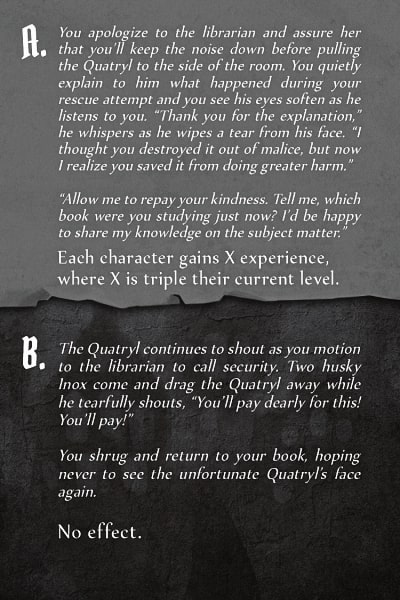 A. You apologize to the librarian and assure her
that you'll keep the noise down before pulling
the Quatryl to the side of the room. You quietly
explain to him what happened during your
rescue attempt and you see his eyes soften as he
listens to you. “Thank you for the explanation,”
he whispers as he wipes a tear from his face. “I
thought you destroyed it out of malice, but now
I realize you saved it from doing greater harm.”
“Allow me to repay your kindness. Tell me, which
book were you studying just now? I'd be happy
to share my knowledge on the subject matter.”
Each character gains X experience,
where X is triple their current level.
B. The Quatryl continues to shout as you motion
to the librarian to call security. Two husky
Inox come and drag the Quatryl away while
he tearfully shouts, “You'll pay dearly for this!
You'll pay!”
You shrug and return to your book, hoping
never to see the unfortunate Quatryl's face
again.
No effect.